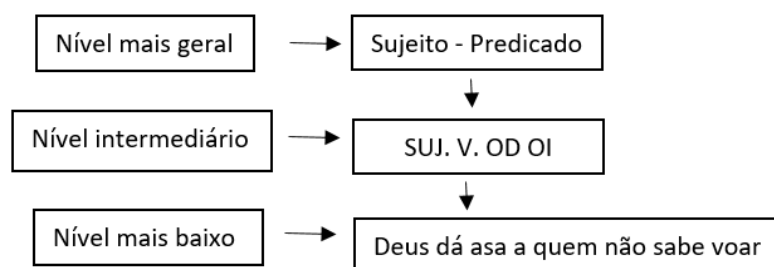 Nível mais geral
Sujeito - Predicado
Nível intermediário
SUJ. V. OD OI
Nível mais baixo
Deus dá asa a quem não sabe voar